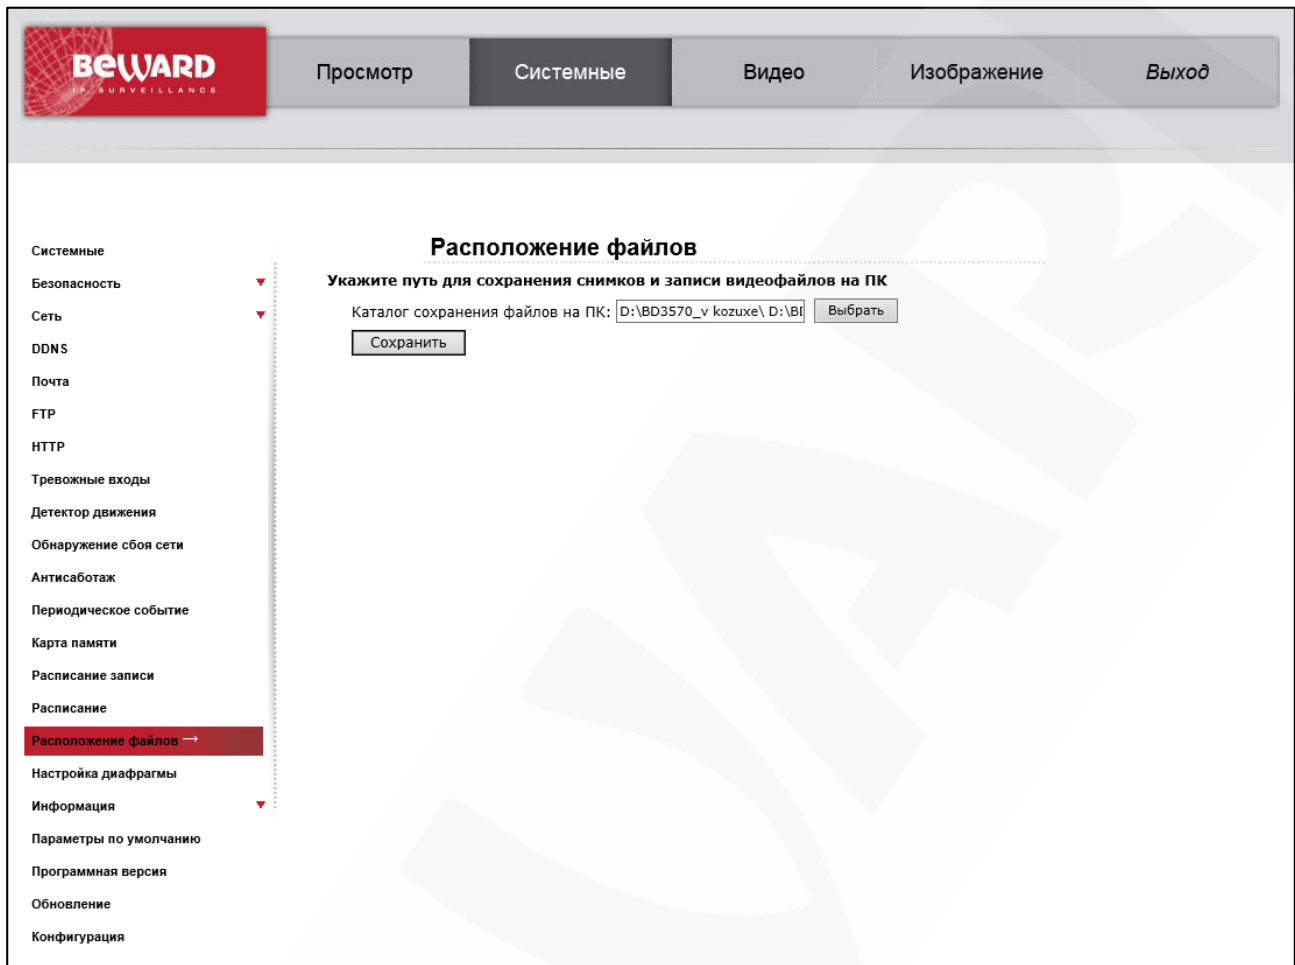 BEWARD
IP SURVEILLANCE
Просмотр Системные Видео Изображение Выход
Системные
Безопасность
Сеть
DDNS
Почта
FTP
HTTP
Тревожные входы
Детектор движения
Обнаружение сбоя сети
Антисаботаж
Периодическое событие
Карта памяти
Расписание записи
Расписание
Расположение файлов →
Настройка диафрагмы
Информация
Параметры по умолчанию
Программная версия
Обновление
Конфигурация
Расположение файлов
Укажите путь для сохранения снимков и записи видеофайлов на ПК
Каталог сохранения файлов на ПК: D:\BD3570_v kozuxe\ D:\BD Выбрать
Сохранить